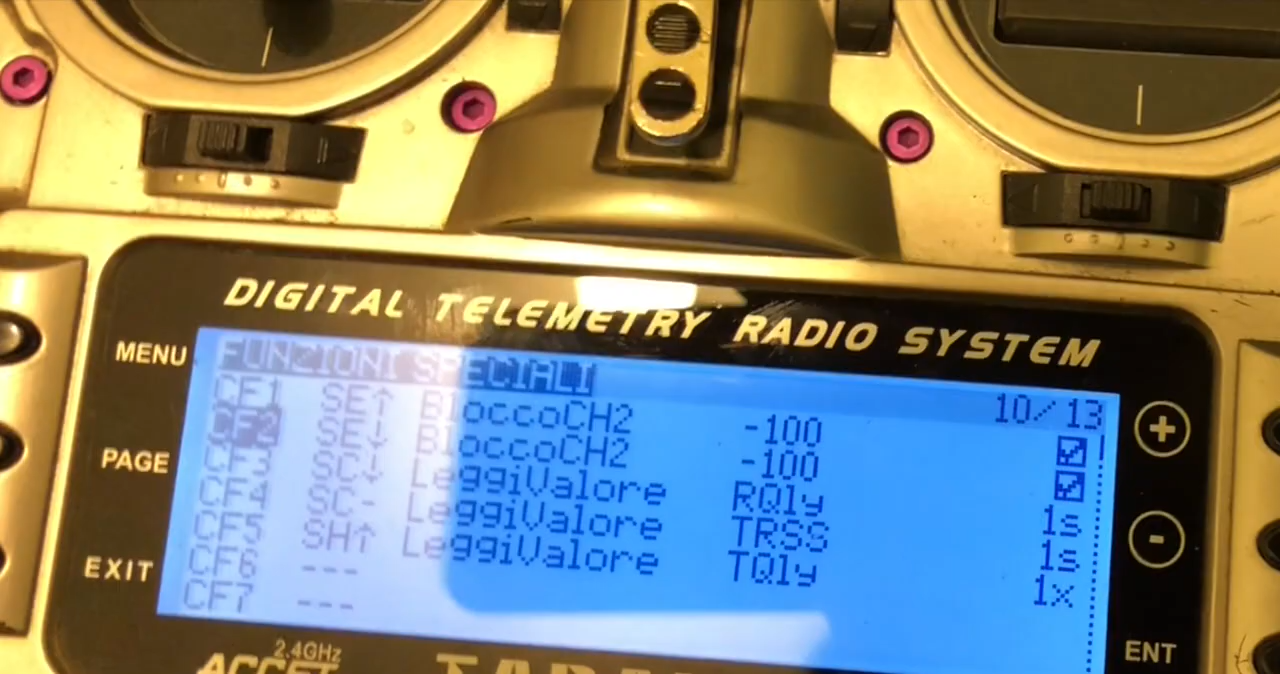 DIGITAL TELEMETRY RADIO SYSTEM
MENU
PAGE
EXIT
FUNZIONI SPECIALI 10/13
CF1 SE↑ BloccoCH2 -100 ☑
CF2 SE↓ BloccoCH2 -100 ☑
CF3 SC↓ LeggiValore RQly 1s
CF4 SC- LeggiValore TRSS 1s
CF5 SH↑ LeggiValore TQly 1x
CF6 ---
CF7 ---
+
-
ENT
2.4GHz